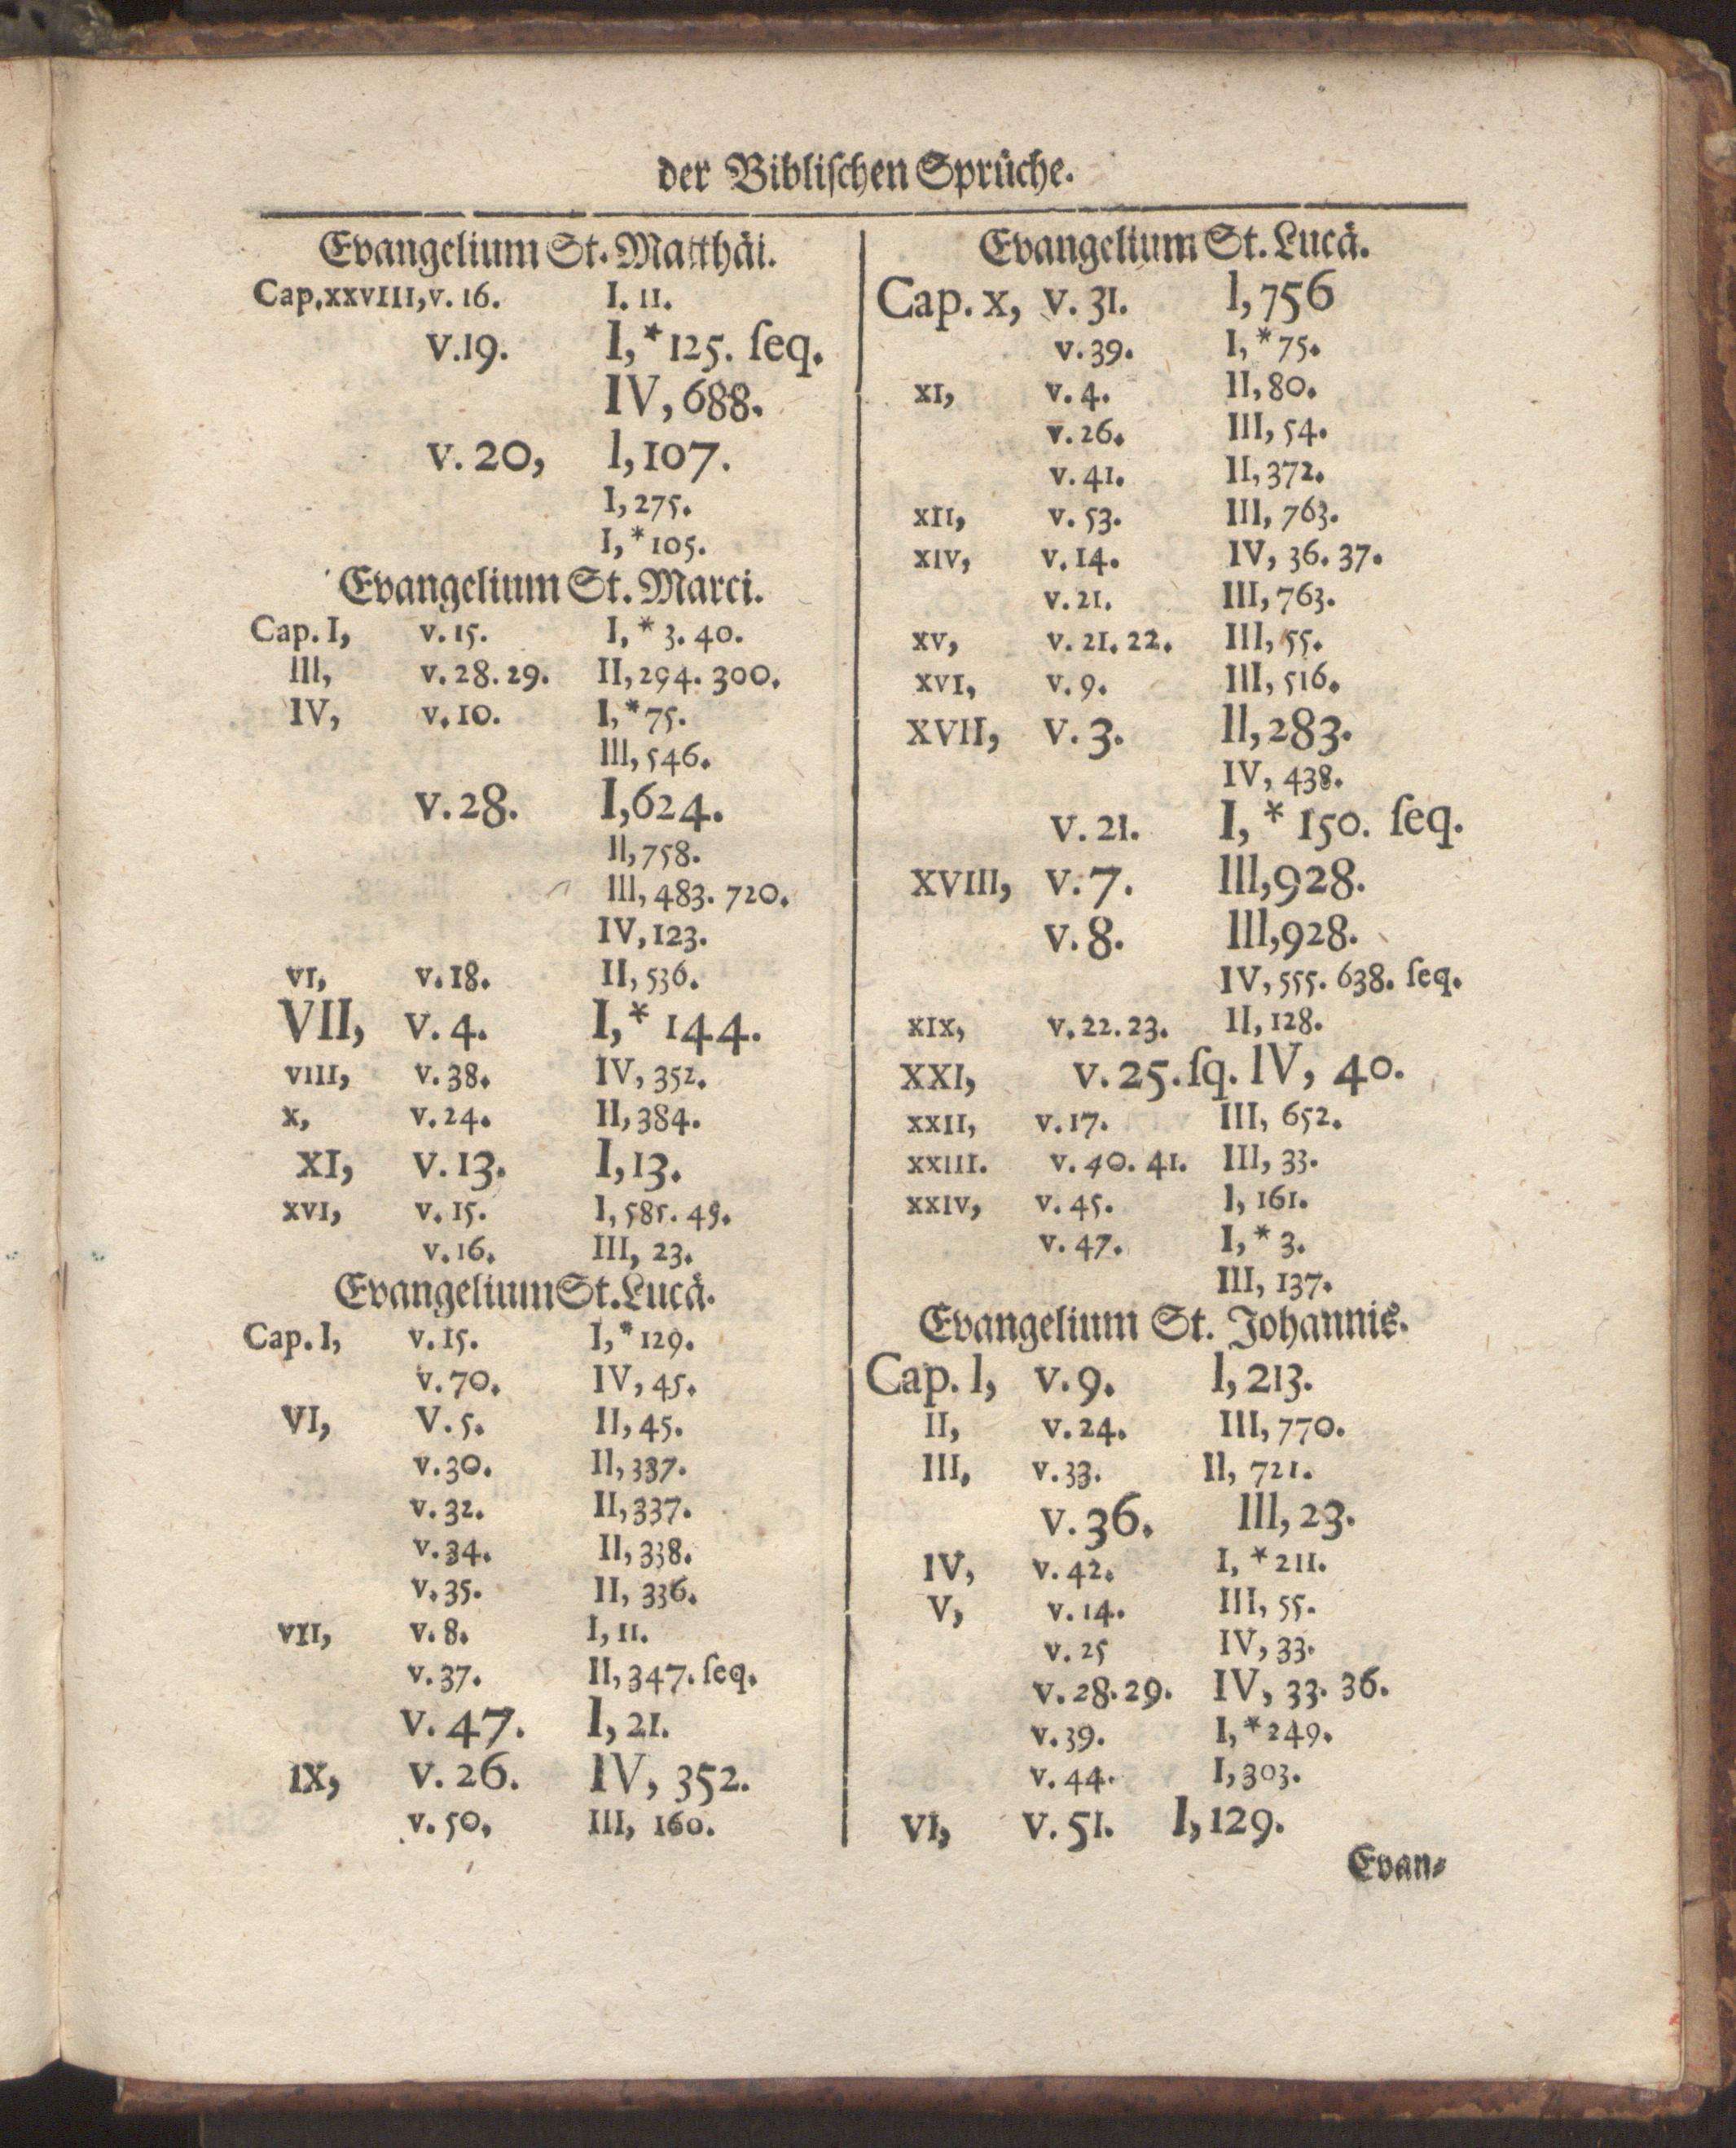 der Bibliſchen Sprüche.
Evangelium St. Matthäi.
Cap. XXVIII, v. 16. I. 11.
v. 19. I, * 125. ſeq.
IV, 688.
v. 20, I, 107.
I, 275.
I, * 105.
Evangelium St. Marci.
Cap. I, v. 15. I, * 3. 40.
III, v. 28. 29. II, 294. 300.
IV, v. 10. I, * 75.
III, 546.
v. 28. I, 624.
II, 758.
III, 483. 720.
IV, 123.
VI, v. 18. II, 536.
VII, v. 4. I, * 144.
VIII, v. 38. IV, 352.
X, v. 24. II, 384.
XI, v. 13. I, 13.
XVI, v. 15. I, 585. 49.
v. 16. III, 23.
Evangelium St. Lucä.
Cap. I, v. 15. I, * 129.
v. 70. IV, 45.
VI, V. 5. II, 45.
v. 30. II, 337.
v. 32. II, 337.
v. 34. II, 338.
v. 35. II, 336.
VII, v. 8. I, 11.
v. 37. II, 347. ſeq.
v. 47. I, 21.
IX, v. 26. IV, 352.
v. 50, III, 160.
Evangelium St. Lucä.
Cap. X, v. 31. I, 756
v. 39. I, * 75.
XI, v. 4. II, 80.
v. 26. III, 54.
v. 41. II, 372.
XII, v. 53. III, 763.
XIV, v. 14. IV, 36. 37.
v. 21. III, 763.
XV, v. 21. 22. III, 55.
XVI, v. 9. III, 516.
XVII, v. 3. II, 283.
IV, 438.
v. 21. I, * 150. ſeq.
XVIII, v. 7. III, 928.
v. 8. III, 928.
IV, 555. 638. ſeq.
XIX, v. 22. 23. II, 128.
XXI, v. 25. ſq. IV, 40.
XXII, v. 17. III, 652.
XXIII. v. 40. 41. III, 33.
XXIV, v. 45. I, 161.
v. 47. I, * 3.
III, 137.
Evangelium St. Johannis.
Cap. I, v. 9. I, 213.
II, v. 24. III, 770.
III, v. 33. II, 721.
v. 36. III, 23.
IV, v. 42. I, * 211.
V, v. 14. III, 55.
v. 25 IV, 33.
v. 28. 29. IV, 33. 36.
v. 39. I, * 249.
v. 44. I, 303.
VI, v. 51. I, 129.
Evan⸗